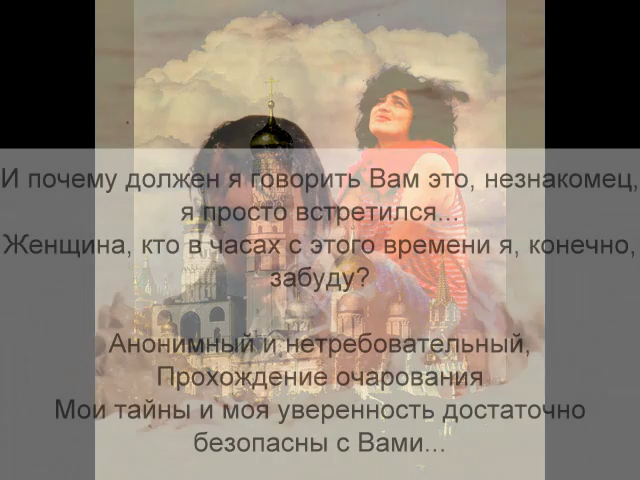 И почему должен я говорить Вам это, незнакомец,
я просто встретился...
Женщина, кто в часах с этого времени я, конечно,
забуду?
Анонимный и нетребовательный,
Прохождение очарования
Мои тайны и моя уверенность достаточно
безопасны с Вами...